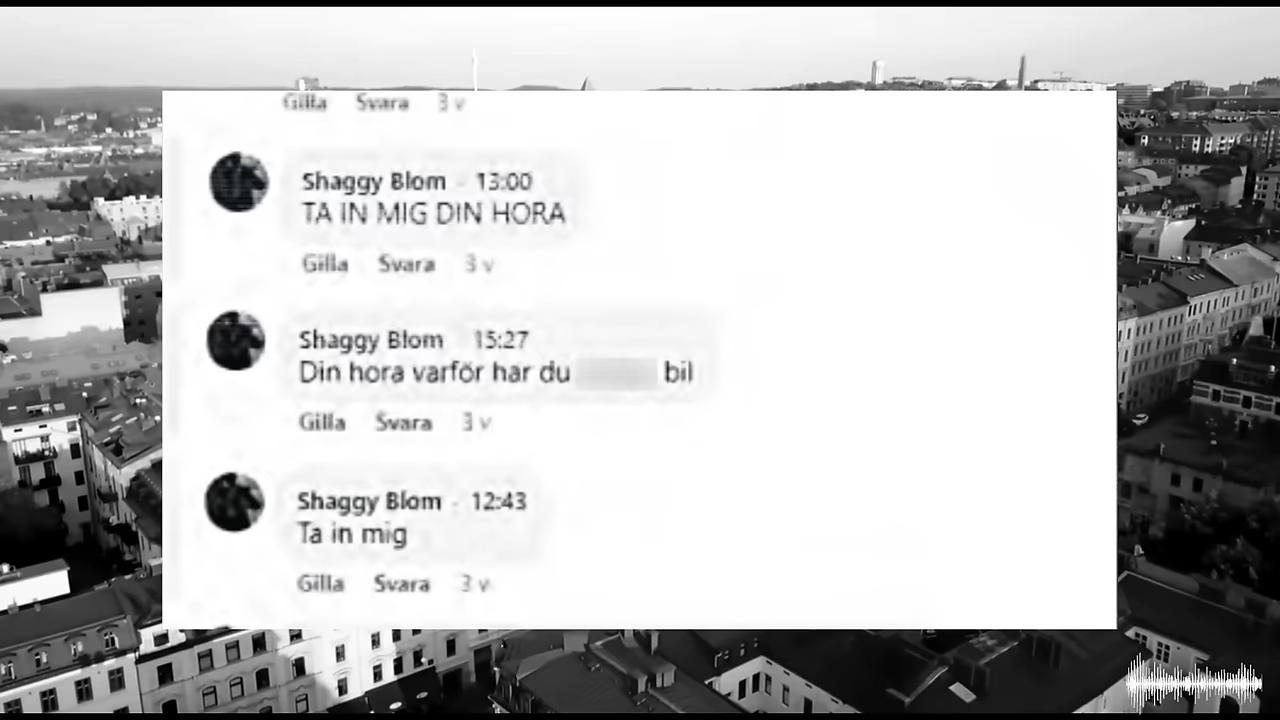 Gilla Svara 3 v
Shaggy Blom · 13:00
TA IN MIG DIN HORA
Gilla Svara 3 v
Shaggy Blom 15:27
Din hora varför har du bil
Gilla Svara 3 v
Shaggy Blom · 12:43
Ta in mig
Gilla Svara 3 v